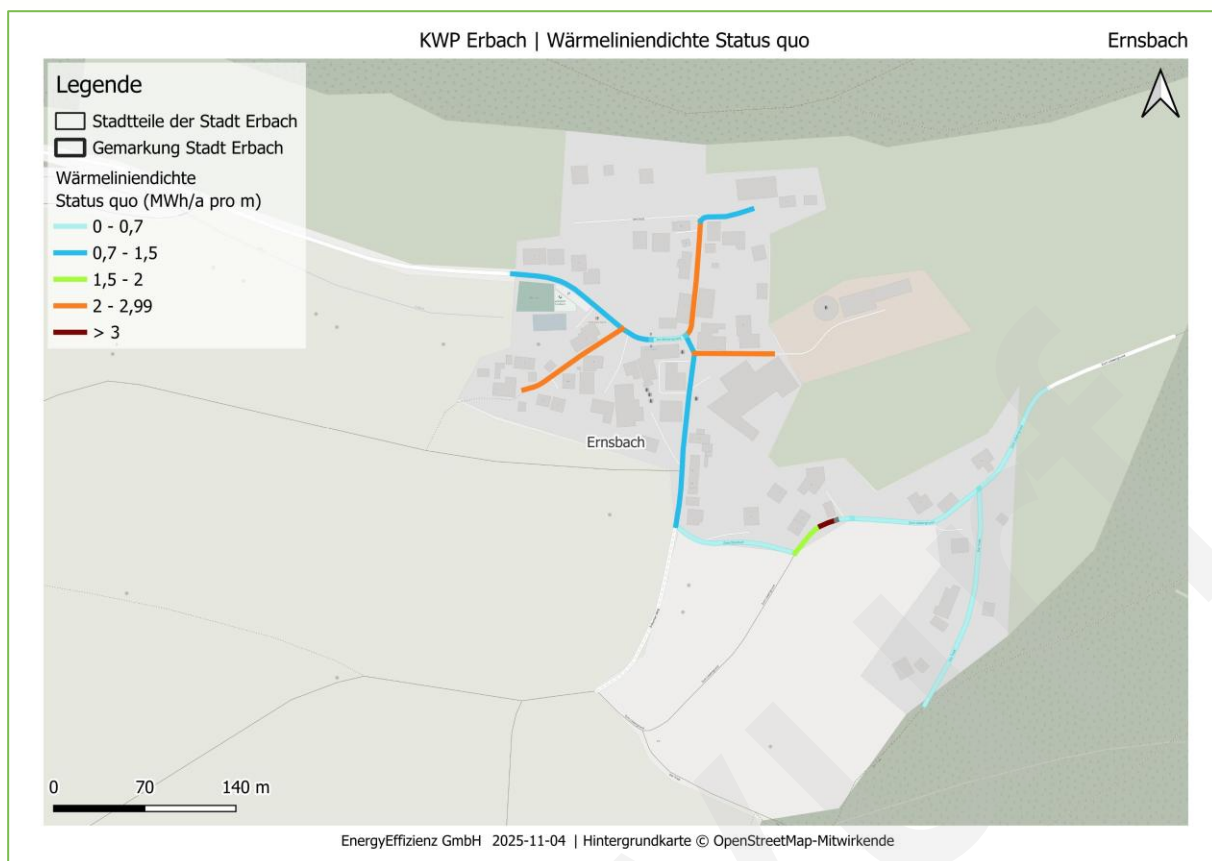 KWP Erbach | Wärmeliniendichte Status quo
Ernsbach
Legende
Stadtteile der Stadt Erbach
Gemarkung Stadt Erbach
Wärmeliniendichte
Status quo (MWh/a pro m)
0 - 0,7
0,7 - 1,5
1,5 - 2
2 - 2,99
> 3
Ernsbach
0 70 140 m
EnergyEffizienz GmbH 2025-11-04 | Hintergrundkarte © OpenStreetMap-Mitwirkende